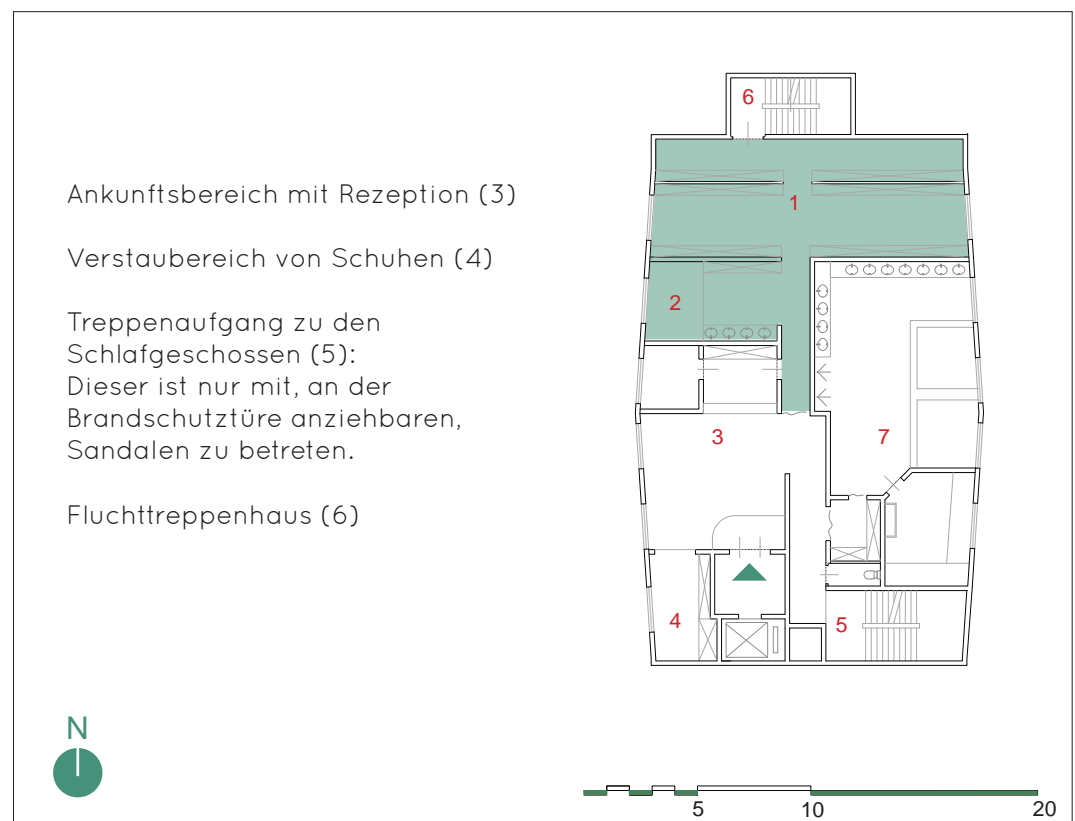 Ankunftsbereich mit Rezeption (3)
Verstaubereich von Schuhen (4)
Treppenaufgang zu den
Schlafgeschossen (5):
Dieser ist nur mit, an der
Brandschutztüre anziehbaren,
Sandalen zu betreten.
Fluchttreppenhaus (6)
6
1
2
3
7
4
5
N
5
10
20